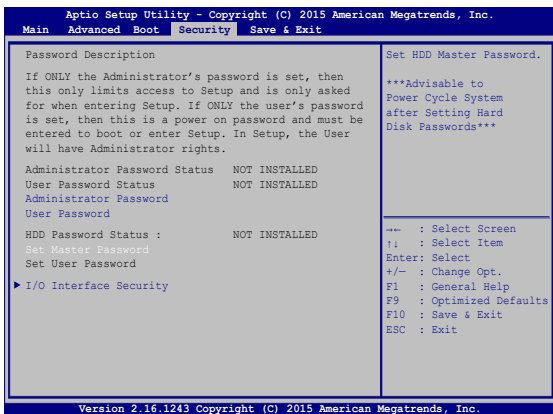 Aptio Setup Utility - Copyright (C) 2015 American Megatrends, Inc.
Main Advanced Boot Security Save & Exit
Password Description
If ONLY the Administrator's password is set, then
this only limits access to Setup and is only asked
for when entering Setup. If ONLY the user's password
is set, then this is a power on password and must be
entered to boot or enter Setup. In Setup, the User
will have Administrator rights.
Administrator Password Status NOT INSTALLED
User Password Status NOT INSTALLED
Administrator Password
User Password
HDD Password Status : NOT INSTALLED
Set Master Password
Set User Password
▶ I/O Interface Security
Set HDD Master Password.
***Advisable to
Power Cycle System
after Setting Hard
Disk Passwords***
→← : Select Screen
↑↓ : Select Item
Enter: Select
+/— : Change Opt.
F1 : General Help
F9 : Optimized Defaults
F10 : Save & Exit
ESC : Exit
Version 2.16.1243 Copyright (C) 2015 American Megatrends, Inc.